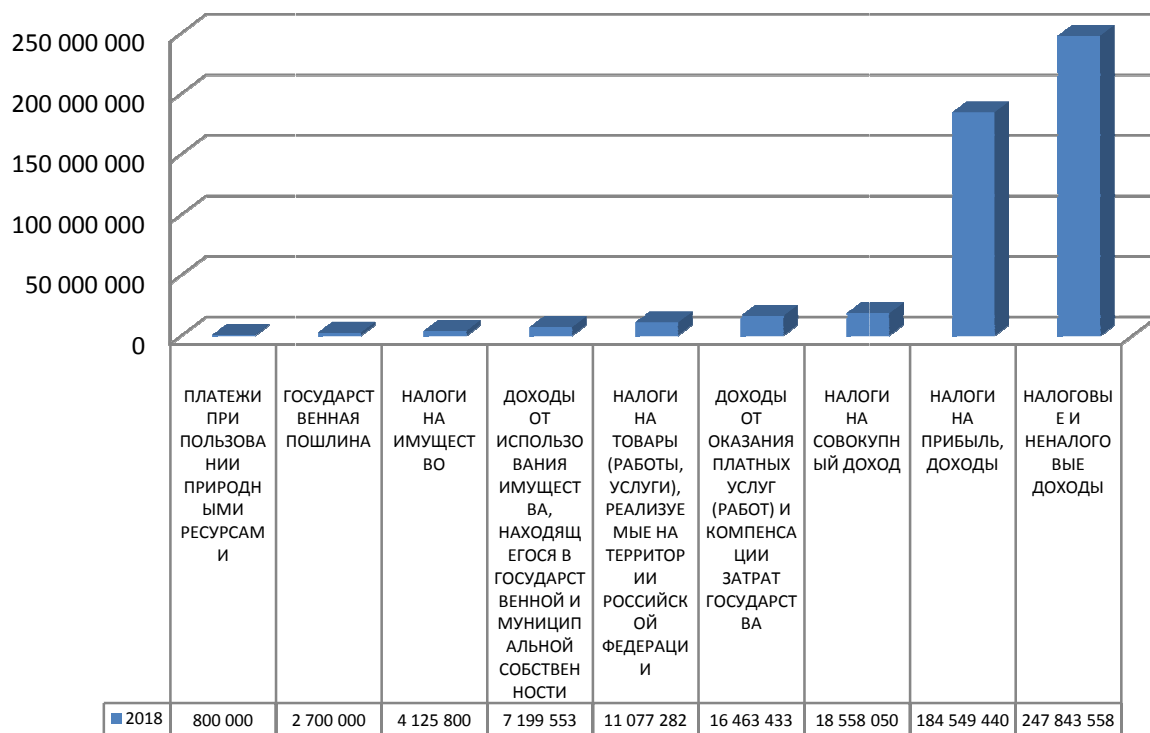 250 000 000
200 000 000
150 000 000
100 000 000
50 000 000
0
ПЛАТЕЖИ
ПРИ
ПОЛЬЗОВА
НИИ
ПРИРОДН
ЫМИ
РЕСУРСАМ
И
ГОСУДАРСТ
ВЕННАЯ
ПОШЛИНА
НАЛОГИ
НА
ИМУЩЕСТ
ВО
ДОХОДЫ
ОТ
ИСПОЛЬЗО
ВАНИЯ
ИМУЩЕСТ
ВА,
НАХОДЯЩ
ЕГОСЯ В
ГОСУДАРСТ
ВЕННОЙ И
МУНИЦИП
АЛЬНОЙ
СОБСТВЕН
НОСТИ
НАЛОГИ
НА
ТОВАРЫ
(РАБОТЫ,
УСЛУГИ),
РЕАЛИЗУЕ
МЫЕ НА
ТЕРРИТОР
ИИ
РОССИЙСК
ОЙ
ФЕДЕРАЦИ
И
ДОХОДЫ
ОТ
ОКАЗАНИЯ
ПЛАТНЫХ
УСЛУГ
(РАБОТ) И
КОМПЕНСА
ЦИИ
ЗАТРАТ
ГОСУДАРСТ
ВА
НАЛОГИ
НА
СОВОКУПН
ЫЙ ДОХОД
НАЛОГИ
НА
ПРИБЫЛЬ,
ДОХОДЫ
НАЛОГОВЫ
Е И
НЕНАЛОГО
ВЫЕ
ДОХОДЫ
2018 800 000 2 700 000 4 125 800 7 199 553 11 077 282 16 463 433 18 558 050 184 549 440 247 843 558